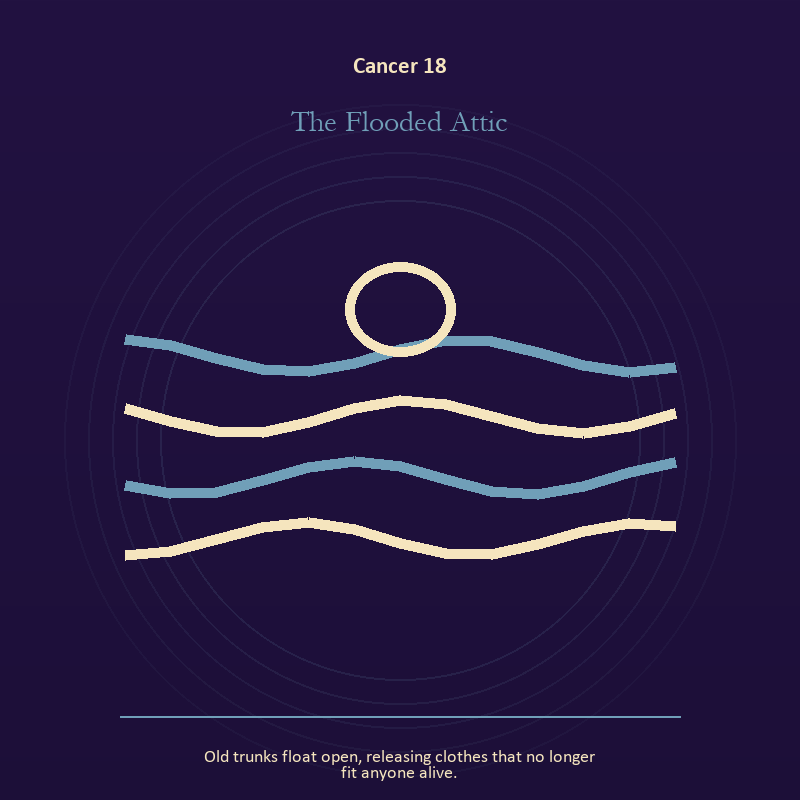 Cancer 18
The Flooded Attic
Old trunks float open, releasing clothes that no longer
fit anyone alive.